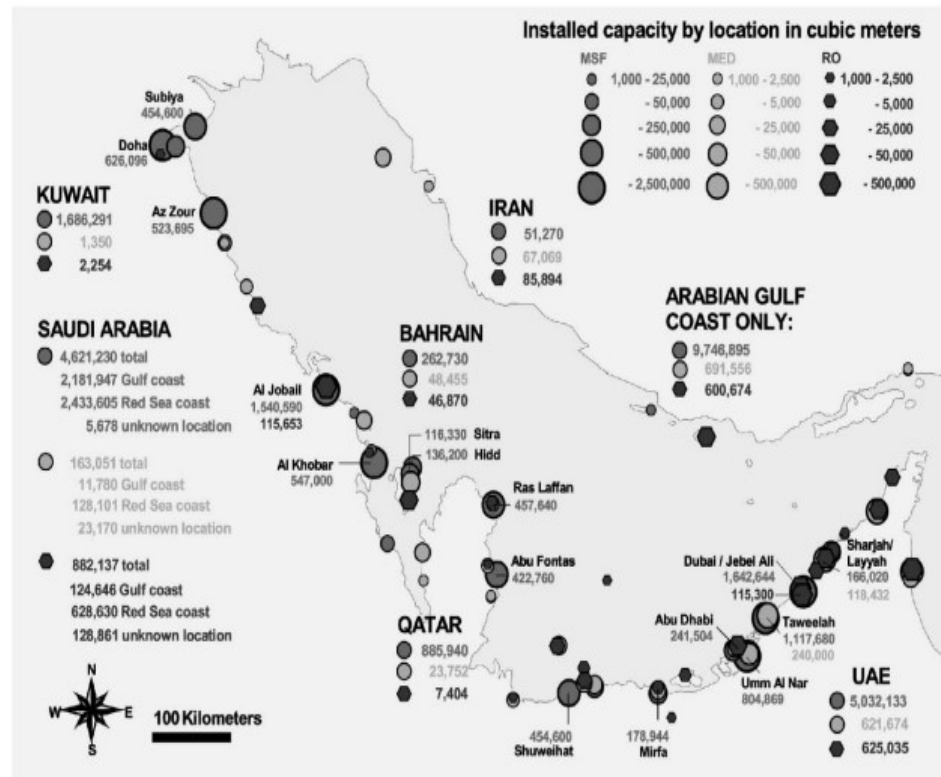 Installed capacity by location in cubic meters
MSF
1,000 - 25,000
- 50,000
- 250,000
- 500,000
- 2,500,000
MED
1,000 - 2,500
- 5,000
- 25,000
- 50,000
- 500,000
RO
1,000 - 2,500
- 5,000
- 25,000
- 50,000
- 500,000
Subiya
454,600
Doha
626,096
KUWAIT
1,686,291
1,350
2,254
Az Zour
523,695
IRAN
51,270
67,069
85,894
ARABIAN GULF
COAST ONLY:
9,746,895
691,556
600,674
SAUDI ARABIA
4,621,230 total
2,181,947 Gulf coast
2,433,605 Red Sea coast
5,678 unknown location
163,051 total
11,780 Gulf coast
128,101 Red Sea coast
23,170 unknown location
882,137 total
124,646 Gulf coast
628,630 Red Sea coast
128,861 unknown location
BAHRAIN
262,730
48,455
46,870
Al Jobail
1,540,590
115,653
116,330 Sitra
136,200 Hidd
Al Khobar
547,000
Ras Laffan
457,640
Abu Fontas
422,760
QATAR
885,940
23,752
7,404
Sharjah/
Layyah
166,020
118,432
Dubai / Jebel Ali
1,642,644
115,300
Abu Dhabi
241,504
Taweelah
1,117,680
240,000
Umm Al Nar
804,869
UAE
5,032,133
621,674
625,035
454,600
Shuweihat
178,944
Mirfa
N
W E
S
100 Kilometers